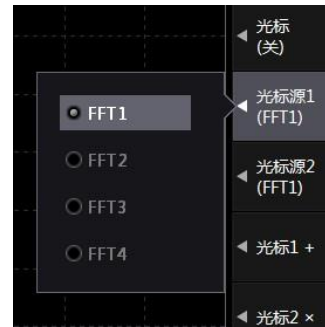 光标
(关)
FFT1
FFT2
FFT3
FFT4
光标源1
(FFT1)
光标源2
(FFT1)
光标1 +
光标2 ×